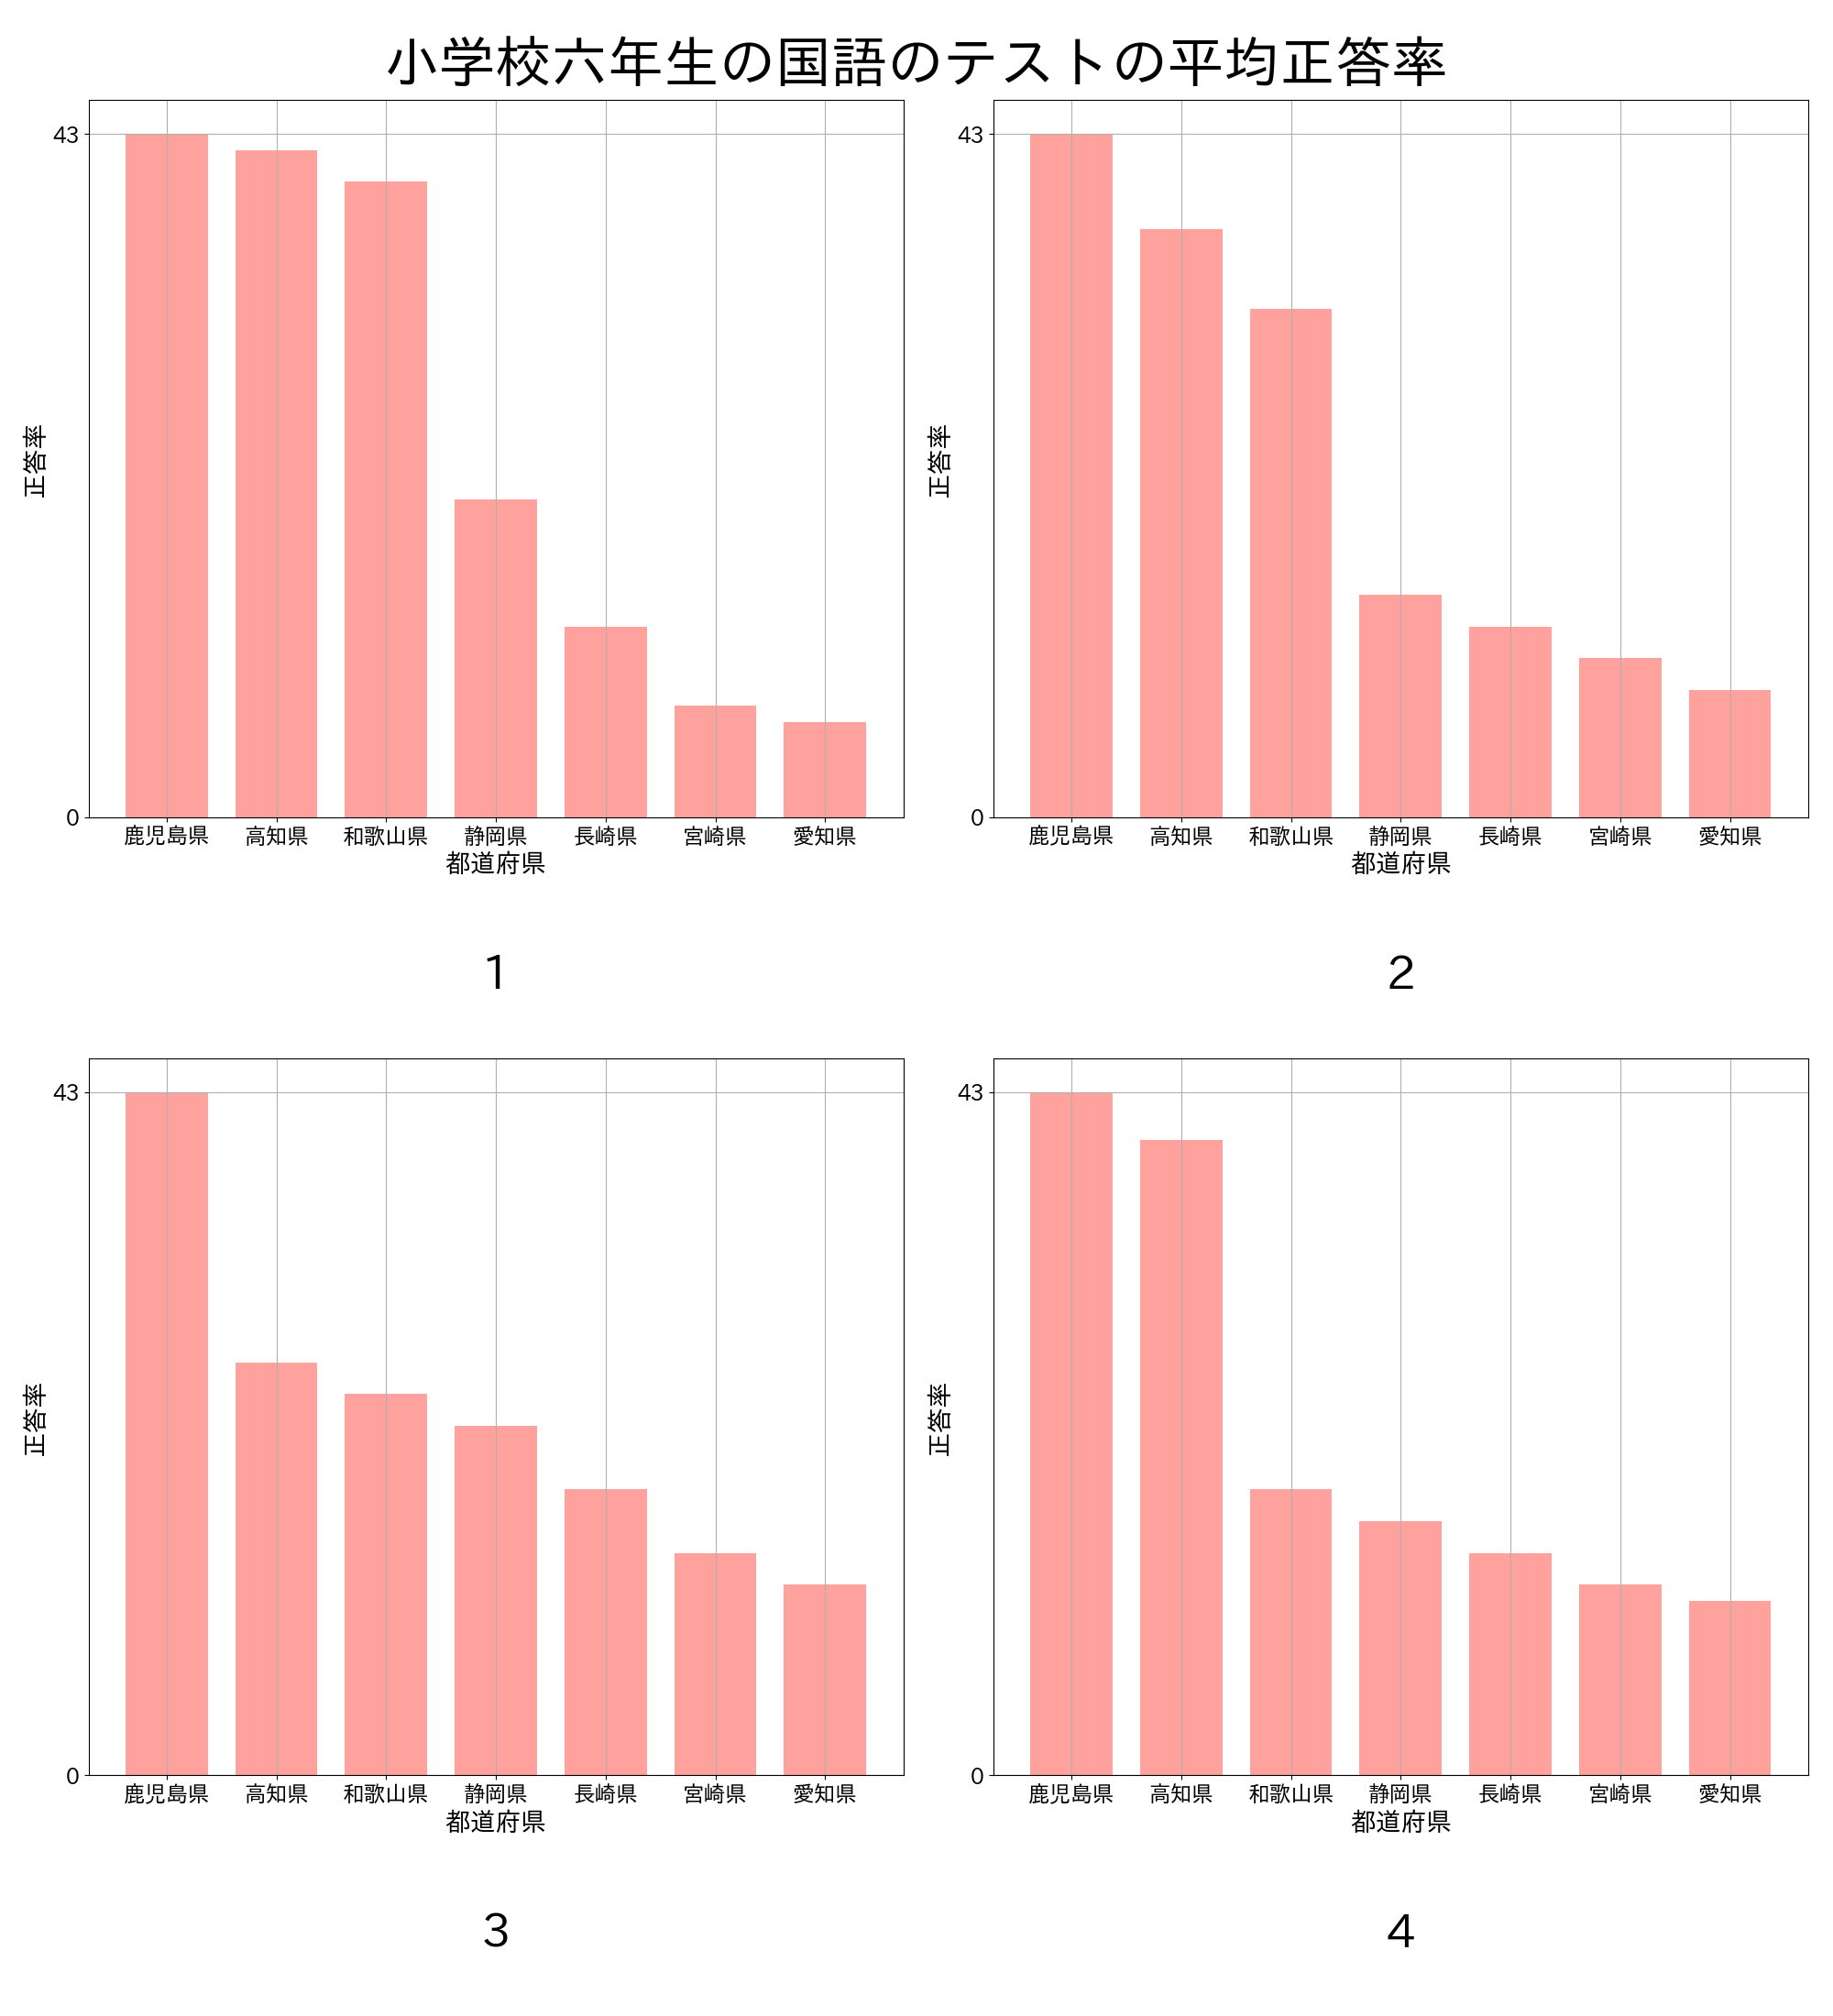 小学校六年生の国語のテストの平均正答率
43
0
正答率
鹿児島県 高知県 和歌山県 静岡県 長崎県 宮崎県 愛知県
都道府県
1
43
0
正答率
鹿児島県 高知県 和歌山県 静岡県 長崎県 宮崎県 愛知県
都道府県
2
43
0
正答率
鹿児島県 高知県 和歌山県 静岡県 長崎県 宮崎県 愛知県
都道府県
3
43
0
正答率
鹿児島県 高知県 和歌山県 静岡県 長崎県 宮崎県 愛知県
都道府県
4